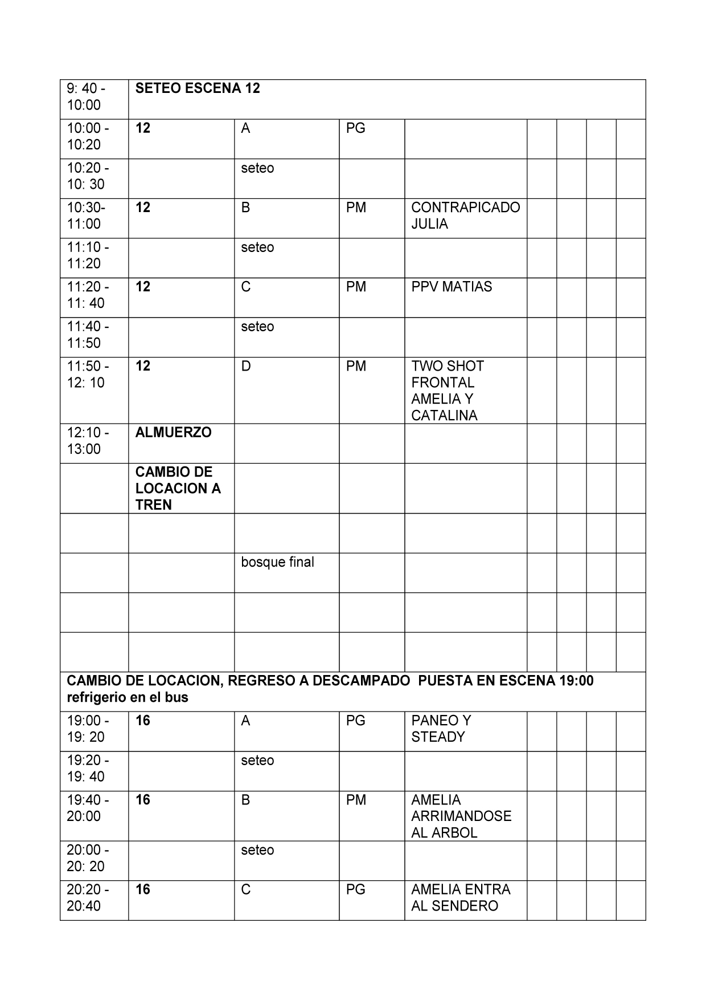 9: 40 - SETEO ESCENA 12
10:00
10:00 - 12 A PG
10:20
10:20 - seteo
10: 30
10:30- 12 B PM CONTRAPICADO
11:00 JULIA
11:10 - seteo
11:20
11:20 - 12 C PM PPV MATIAS
11: 40
11:40 - seteo
11:50
11:50 - 12 D PM TWO SHOT
12: 10 FRONTAL
AMELIA Y
CATALINA
12:10 - ALMUERZO
13:00
CAMBIO DE
LOCACION A
TREN
bosque final
CAMBIO DE LOCACION, REGRESO A DESCAMPADO  PUESTA EN ESCENA 19:00
refrigerio en el bus
19:00 - 16 A PG PANEO Y
19: 20 STEADY
19:20 - seteo
19: 40
19:40 - 16 B PM AMELIA
20:00 ARRIMANDOSE
AL ARBOL
20:00 - seteo
20: 20
20:20 - 16 C PG AMELIA ENTRA
20:40 AL SENDERO